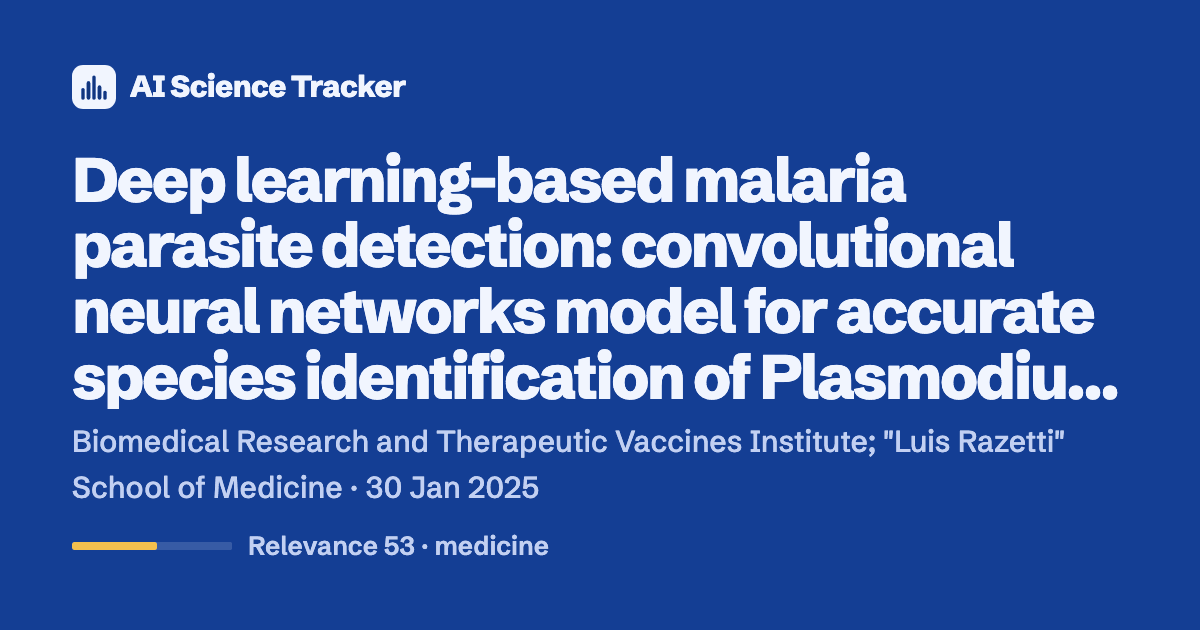 AI Science Tracker
Deep learning-based malaria
parasite detection: convolutional
neural networks model for accurate
species identification of Plasmodiu...
Biomedical Research and Therapeutic Vaccines Institute; "Luis Razetti"
School of Medicine · 30 Jan 2025
Relevance 53 · medicine